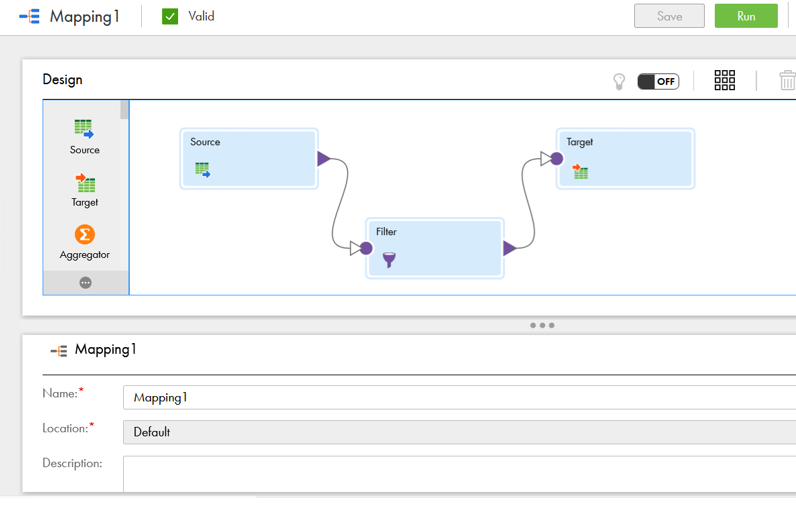 Mapping1
Valid
Save
Run
Design
OFF
Source
Target
Aggregator
Source
Filter
Target
Mapping1
Name:*
Mapping1
Location:*
Default
Description: